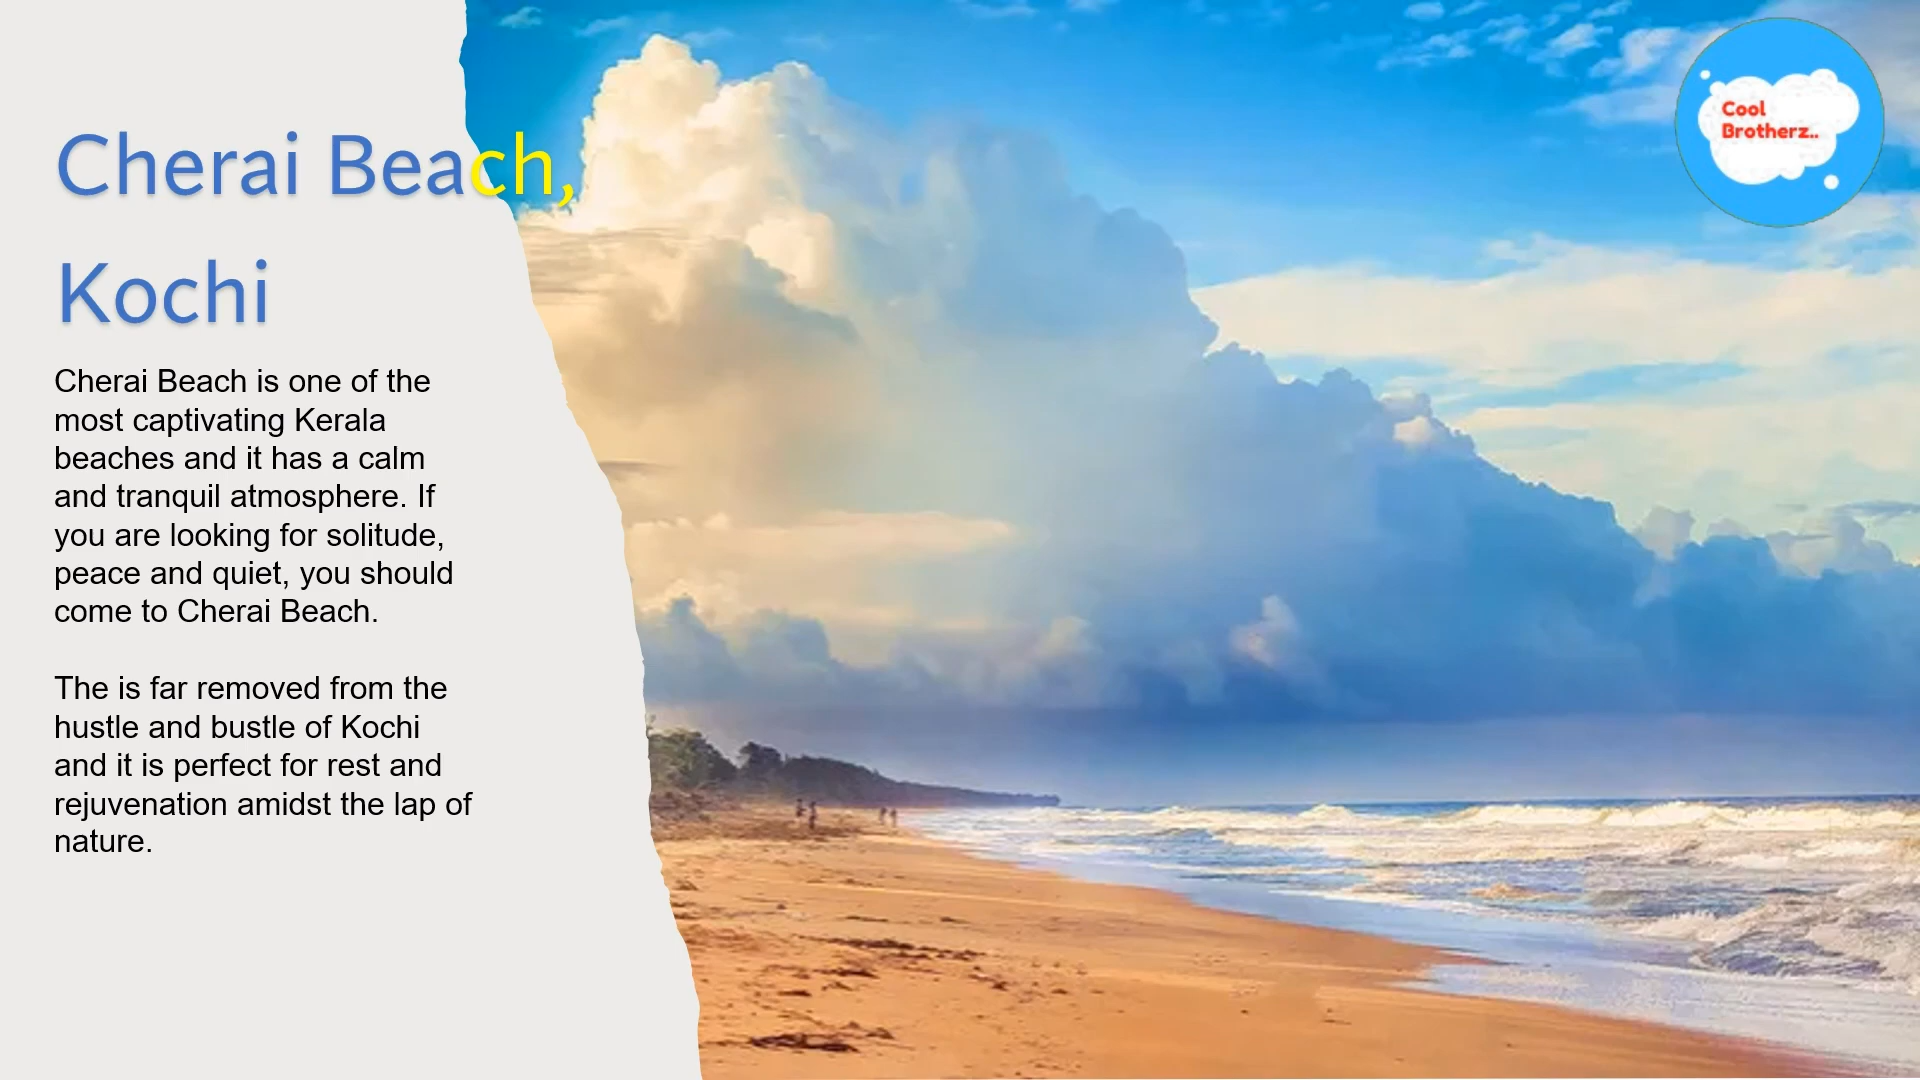 Cherai Beach,
Kochi
Cherai Beach is one of the
most captivating Kerala
beaches and it has a calm
and tranquil atmosphere. If
you are looking for solitude,
peace and quiet, you should
come to Cherai Beach.
The is far removed from the
hustle and bustle of Kochi
and it is perfect for rest and
rejuvenation amidst the lap of
nature.
Cool
Brotherz..